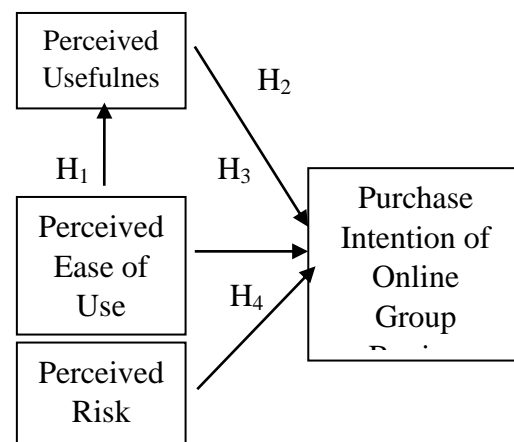 Perceived
Usefulnes
H₂
H₁
H₃
Perceived
Ease of
Use
Purchase
Intention of
Online
Group
H₄
Perceived
Risk